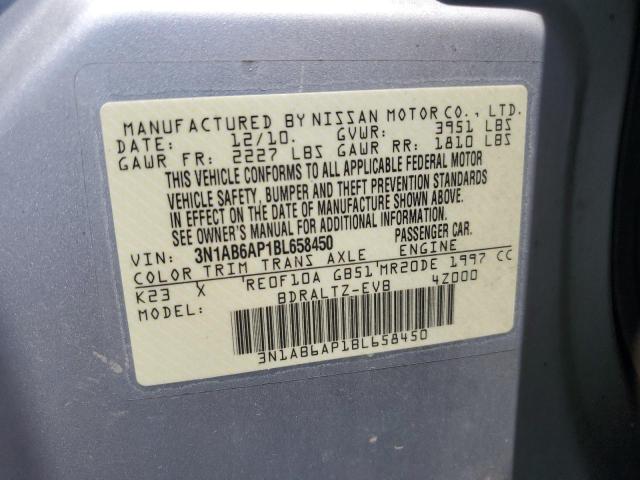 MANUFACTURED BY NISSAN MOTOR CO., LTD.
DATE: 12/10. GVWR: 3951 LBS
GAWR FR: 2227 LBS GAWR RR: 1810 LBS
THIS VEHICLE CONFORMS TO ALL APPLICABLE FEDERAL MOTOR
VEHICLE SAFETY, BUMPER AND THEFT PREVENTION STANDARDS
IN EFFECT ON THE DATE OF MANUFACTURE SHOWN ABOVE.
SEE OWNER'S MANUAL FOR ADDITIONAL INFORMATION.
VIN: 3N1AB6AP1BL658450 PASSENGER CAR.
COLOR TRIM TRANS AXLE ENGINE
K23 X RE0F10A GB51 MR20DE 1997 CC
MODEL: BDRALTZ-EVB 4Z000
3N1AB6AP1BL658450